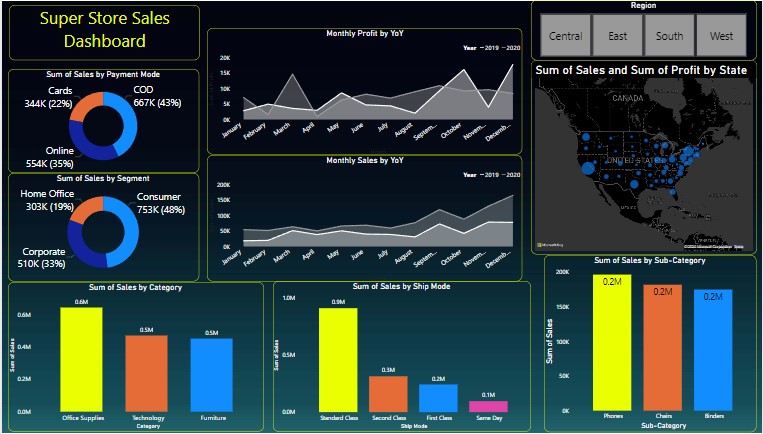 Super Store Sales
Dashboard
Region
Central
East
South
West
Monthly Profit by YoY
Year
2019
2020
20K
15K
10K
5K
0K
January
February
March
April
May
June
July
August
Septem...
October
Novem...
Decemb...
Sum of Sales by Payment Mode
Cards
344K (22%)
COD
667K (43%)
Online
554K (35%)
Sum of Sales and Sum of Profit by State
CANADA
UNITED STATES
MEXICO
Monthly Sales by YoY
Year
2019
2020
200K
150K
100K
50K
0K
January
February
March
April
May
June
July
August
Septem...
October
Novem...
Decemb...
Sum of Sales by Segment
Home Office
303K (19%)
Consumer
753K (48%)
Corporate
510K (33%)
Sum of Sales by Category
Sum of Sales
0.6M
0.4M
0.2M
0.0M
0.6M
0.5M
0.5M
Office Supplies
Technology
Furniture
Category
Sum of Sales by Ship Mode
Sum of Sales
1.0M
0.5M
0.0M
0.9M
0.3M
0.2M
0.1M
Standard Class
Second Class
First Class
Same Day
Ship Mode
Sum of Sales by Sub-Category
Sum of Sales
200K
150K
100K
50K
0K
0.2M
0.2M
0.2M
Phones
Chairs
Binders
Sub-Category